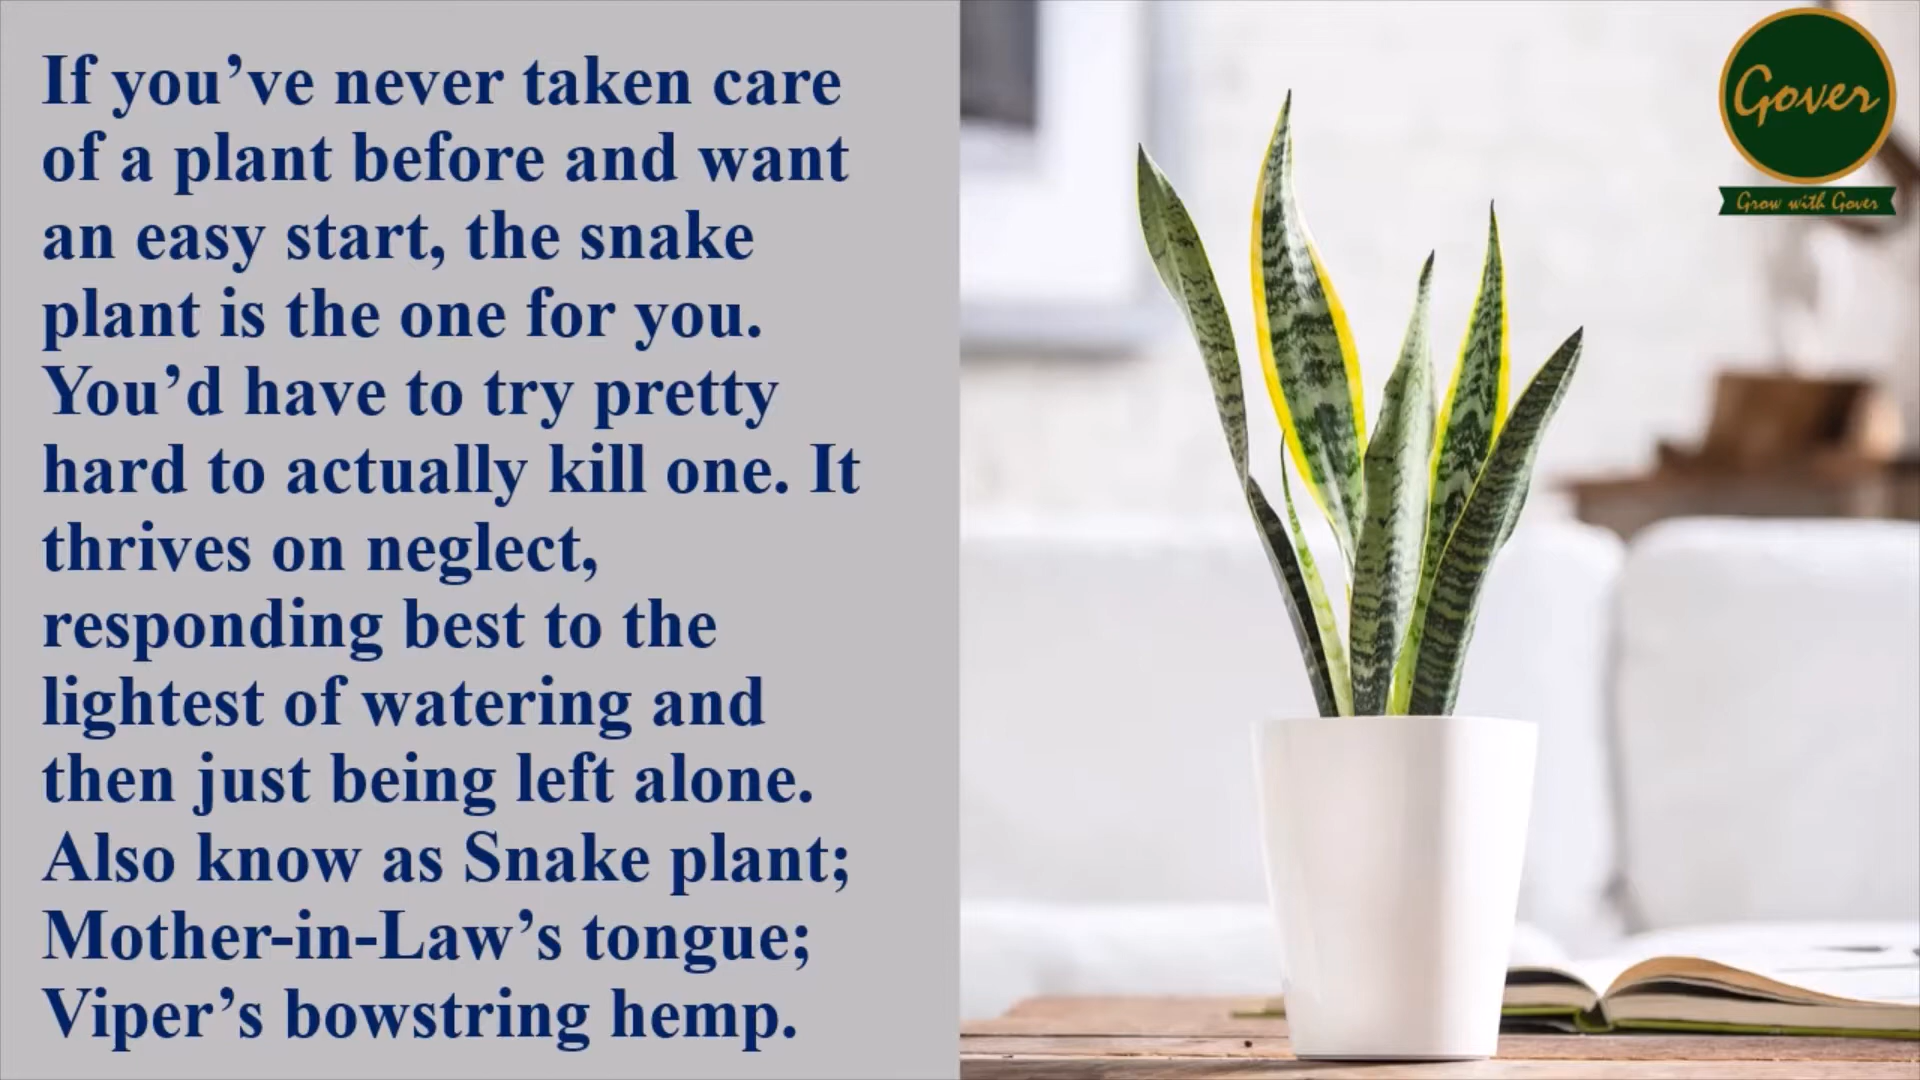 If you’ve never taken care
of a plant before and want
an easy start, the snake
plant is the one for you.
You’d have to try pretty
hard to actually kill one. It
thrives on neglect,
responding best to the
lightest of watering and
then just being left alone.
Also know as Snake plant;
Mother-in-Law’s tongue;
Viper’s bowstring hemp.
Gover
Grow with Gover